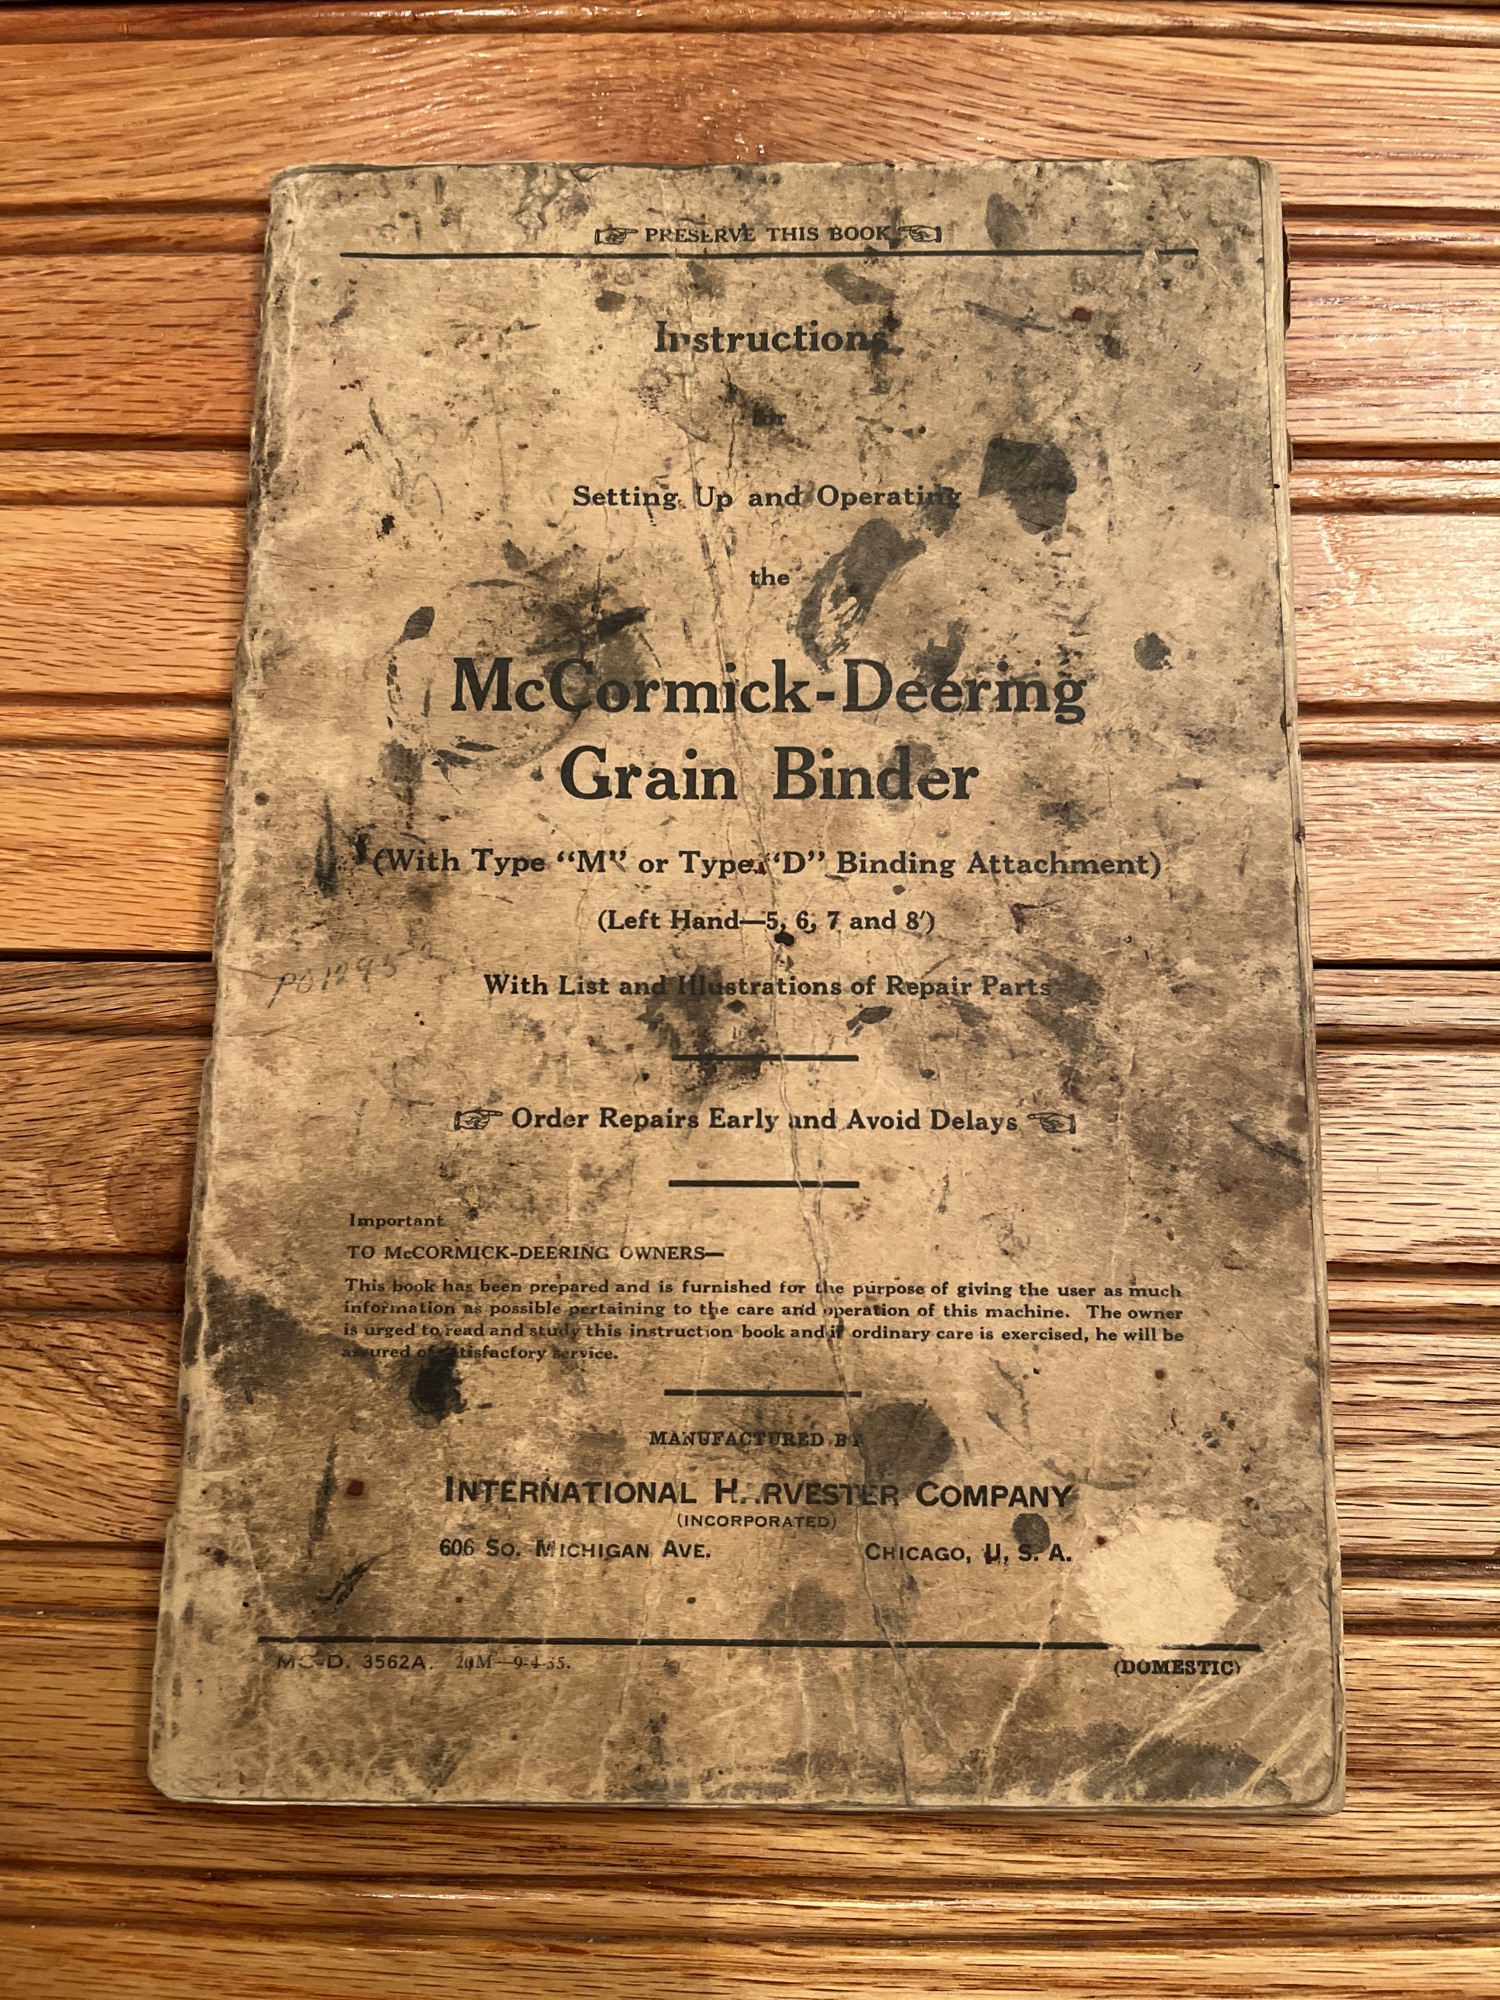 PRESERVE THIS BOOK
Instructions
for
Setting Up and Operating
the
McCormick-Deering
Grain Binder
(With Type “M” or Type “D” Binding Attachment)
(Left Hand—5, 6, 7 and 8′)
With List and Illustrations of Repair Parts
Order Repairs Early and Avoid Delays
Important
TO McCORMICK-DEERING OWNERS—
This book has been prepared and is furnished for the purpose of giving the user as much
information as possible pertaining to the care and operation of this machine. The owner
is urged to read and study this instruction book and if ordinary care is exercised, he will be
assured of satisfactory service.
MANUFACTURED BY
INTERNATIONAL HARVESTER COMPANY
(INCORPORATED)
606 SO. MICHIGAN AVE. CHICAGO, U. S. A.
MC-D. 3562A. 20M—9-4-35. (DOMESTIC)